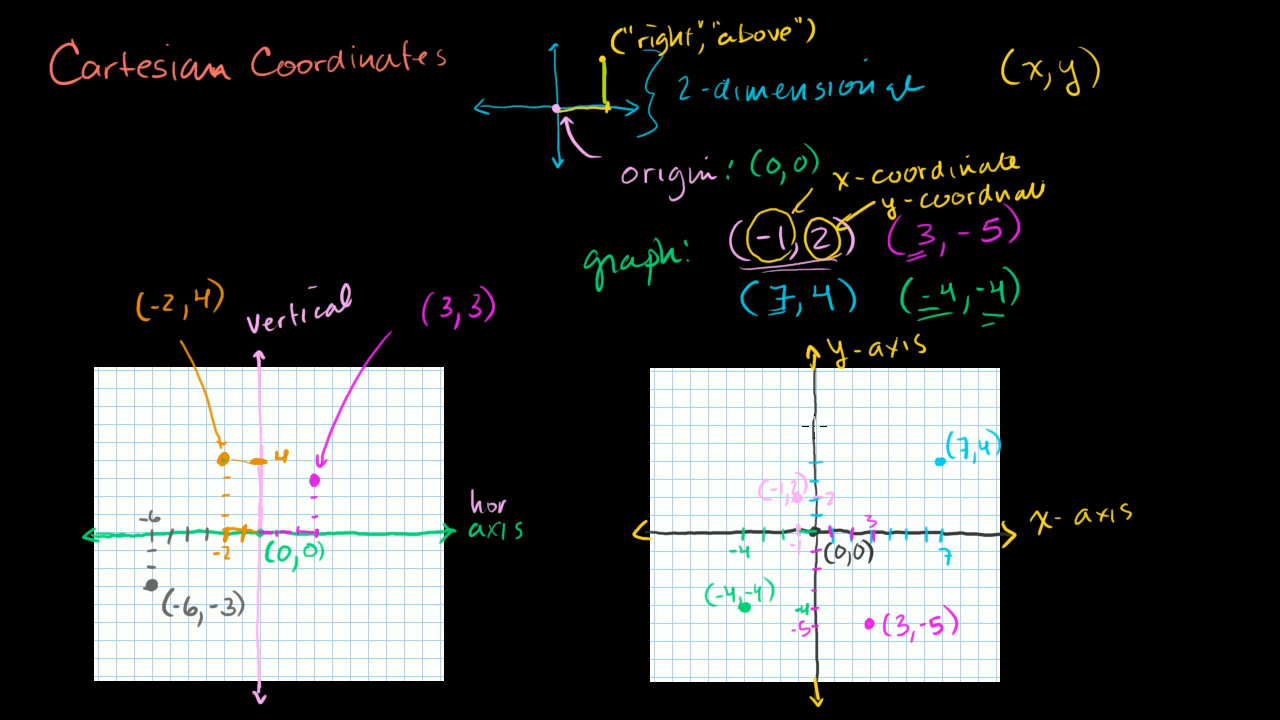 Cartesian Coordinates
("right", "above")
2-dimensional
(x, y)
origin: (0,0)
x-coordinate
y-coordnate
graph:
(-1, 2)
(3, -5)
(7, 4)
(-4, -4)
(-2, 4)
vertical
(3, 3)
4
-6
-2
(0, 0)
(-6, -3)
hor
axis
y-axis
(7, 4)
(-1, 2)
2
3
x-axis
-4
-1
(0,0)
7
(-4, -4)
-4
-5
(3, -5)